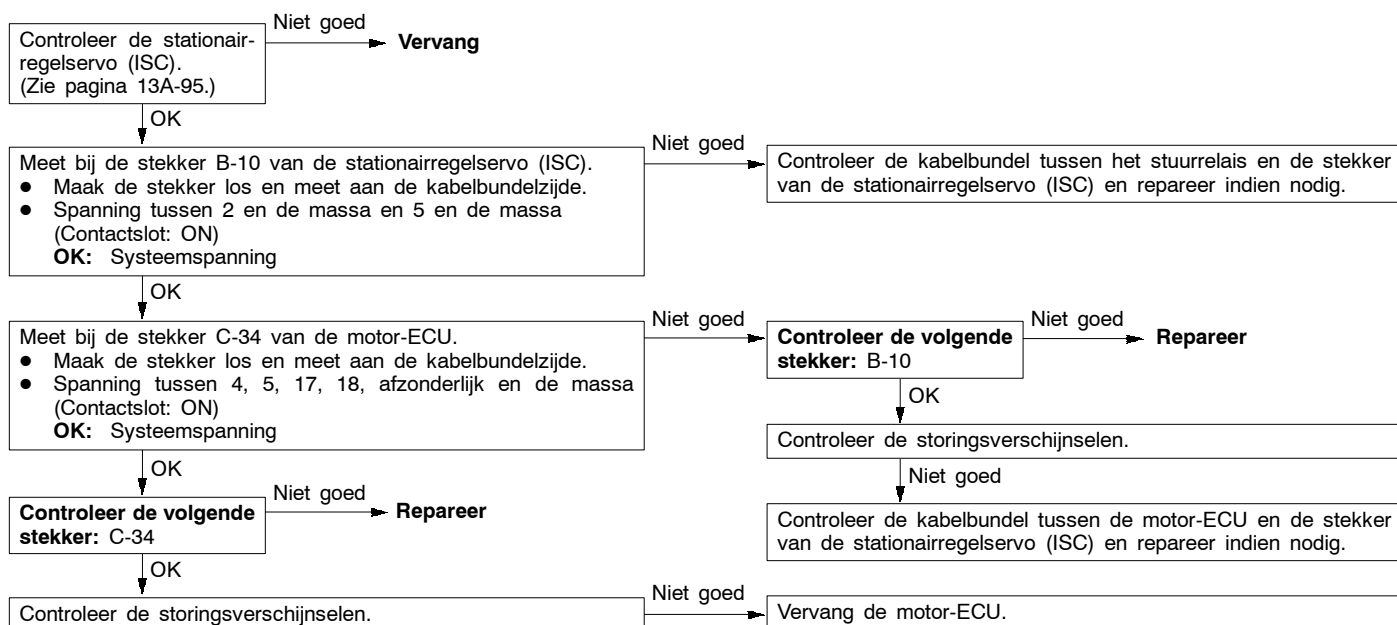 Controleer de stationair-
regelservo (ISC).
(Zie pagina 13A-95.)
Niet goed
Vervang
OK
Meet bij de stekker B-10 van de stationairregelservo (ISC).
● Maak de stekker los en meet aan de kabelbundelzijde.
● Spanning tussen 2 en de massa en 5 en de massa
(Contactslot: ON)
OK: Systeemspanning
Niet goed
Controleer de kabelbundel tussen het stuurrelais en de stekker
van de stationairregelservo (ISC) en repareer indien nodig.
OK
Meet bij de stekker C-34 van de motor-ECU.
● Maak de stekker los en meet aan de kabelbundelzijde.
● Spanning tussen 4, 5, 17, 18, afzonderlijk en de massa
(Contactslot: ON)
OK: Systeemspanning
Niet goed
Controleer de volgende
stekker: B-10
Niet goed
Repareer
OK
Controleer de storingsverschijnselen.
Niet goed
Controleer de kabelbundel tussen de motor-ECU en de stekker
van de stationairregelservo (ISC) en repareer indien nodig.
OK
Controleer de volgende
stekker: C-34
Niet goed
Repareer
OK
Controleer de storingsverschijnselen.
Niet goed
Vervang de motor-ECU.